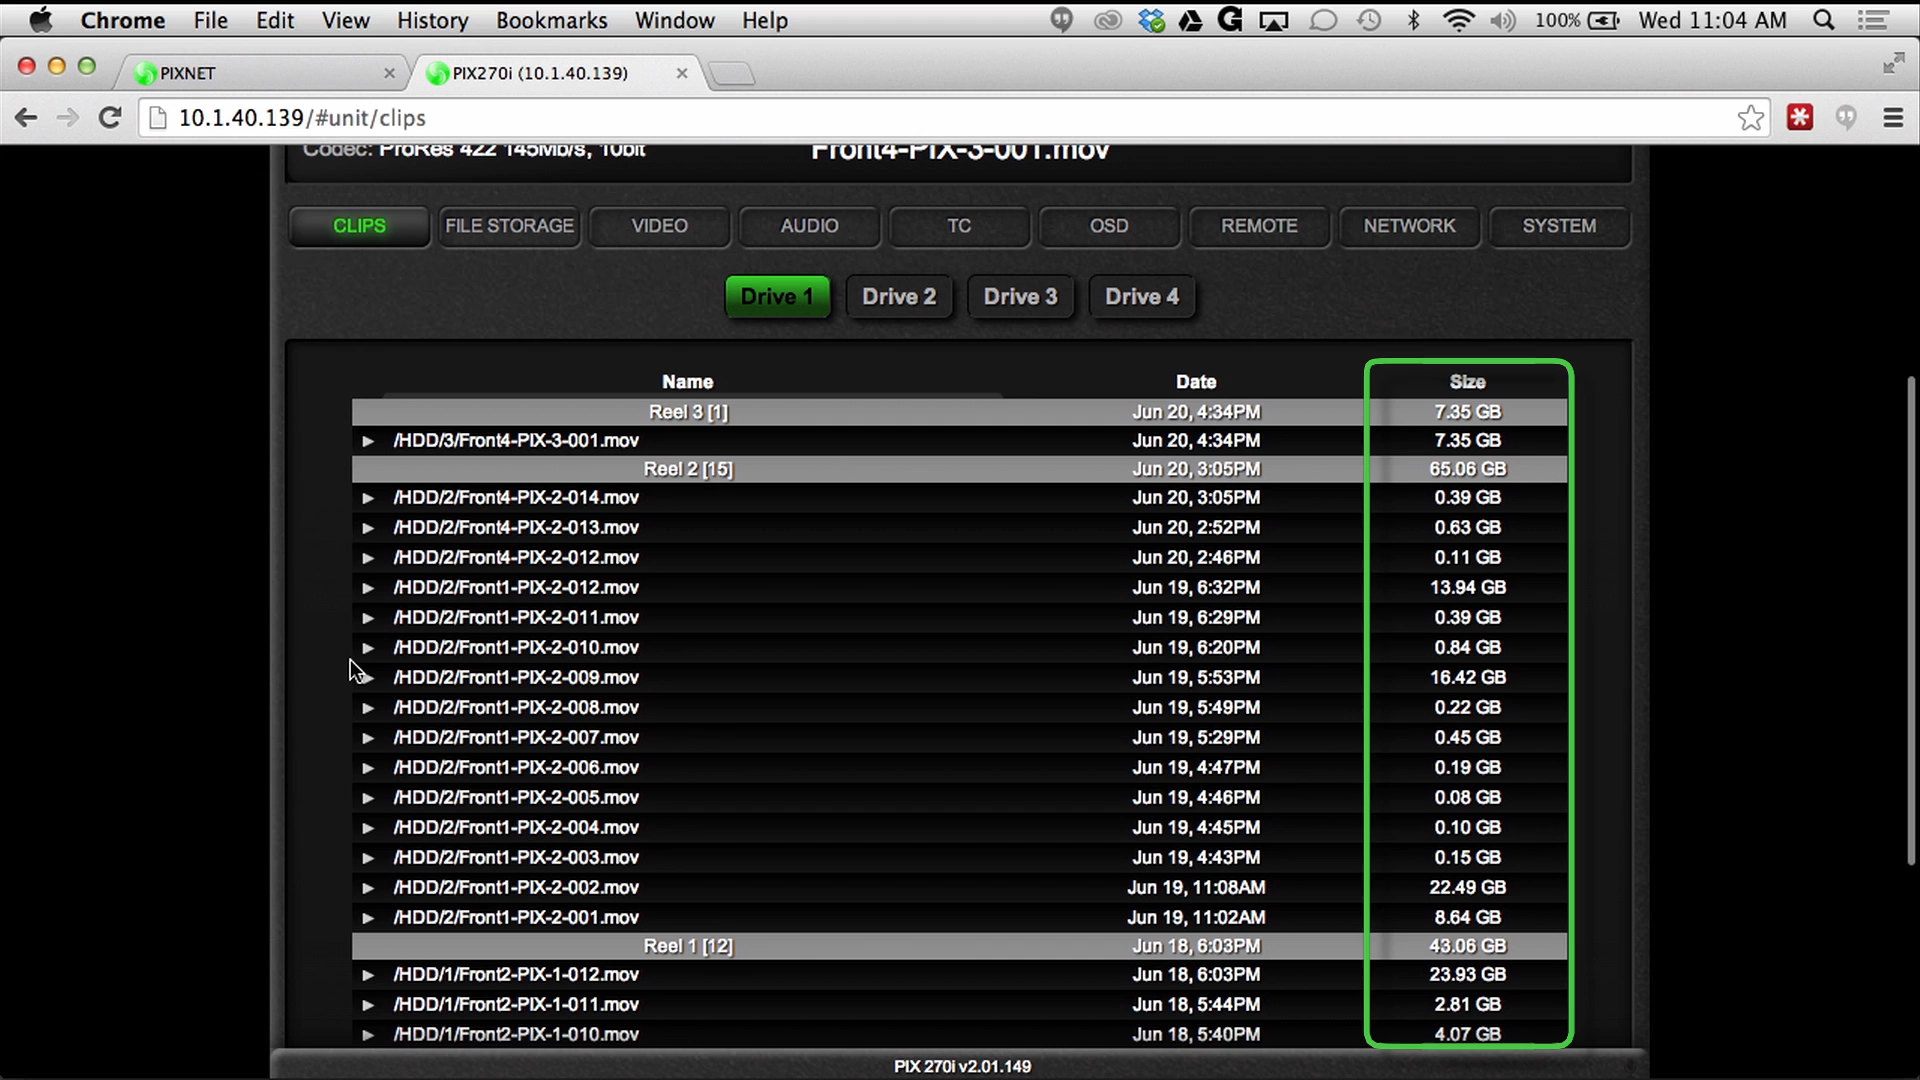 Chrome File Edit View History Bookmarks Window Help 100% Wed 11:04 AM
PIXNET PIX270i (10.1.40.139)
10.1.40.139/#unit/clips
Codec: ProRes 422 145Mb/s, 10bit Front4-PIX-3-001.mov
CLIPS FILE STORAGE VIDEO AUDIO TC OSD REMOTE NETWORK SYSTEM
Drive 1 Drive 2 Drive 3 Drive 4
Name Date Size
Reel 3 [1] Jun 20, 4:34PM 7.35 GB
/HDD/3/Front4-PIX-3-001.mov Jun 20, 4:34PM 7.35 GB
Reel 2 [15] Jun 20, 3:05PM 65.06 GB
/HDD/2/Front4-PIX-2-014.mov Jun 20, 3:05PM 0.39 GB
/HDD/2/Front4-PIX-2-013.mov Jun 20, 2:52PM 0.63 GB
/HDD/2/Front4-PIX-2-012.mov Jun 20, 2:46PM 0.11 GB
/HDD/2/Front1-PIX-2-012.mov Jun 19, 6:32PM 13.94 GB
/HDD/2/Front1-PIX-2-011.mov Jun 19, 6:29PM 0.39 GB
/HDD/2/Front1-PIX-2-010.mov Jun 19, 6:20PM 0.84 GB
/HDD/2/Front1-PIX-2-009.mov Jun 19, 5:53PM 16.42 GB
/HDD/2/Front1-PIX-2-008.mov Jun 19, 5:49PM 0.22 GB
/HDD/2/Front1-PIX-2-007.mov Jun 19, 5:29PM 0.45 GB
/HDD/2/Front1-PIX-2-006.mov Jun 19, 4:47PM 0.19 GB
/HDD/2/Front1-PIX-2-005.mov Jun 19, 4:46PM 0.08 GB
/HDD/2/Front1-PIX-2-004.mov Jun 19, 4:45PM 0.10 GB
/HDD/2/Front1-PIX-2-003.mov Jun 19, 4:43PM 0.15 GB
/HDD/2/Front1-PIX-2-002.mov Jun 19, 11:08AM 22.49 GB
/HDD/2/Front1-PIX-2-001.mov Jun 19, 11:02AM 8.64 GB
Reel 1 [12] Jun 18, 6:03PM 43.06 GB
/HDD/1/Front2-PIX-1-012.mov Jun 18, 6:03PM 23.93 GB
/HDD/1/Front2-PIX-1-011.mov Jun 18, 5:44PM 2.81 GB
/HDD/1/Front2-PIX-1-010.mov Jun 18, 5:40PM 4.07 GB
PIX 270i v2.01.149